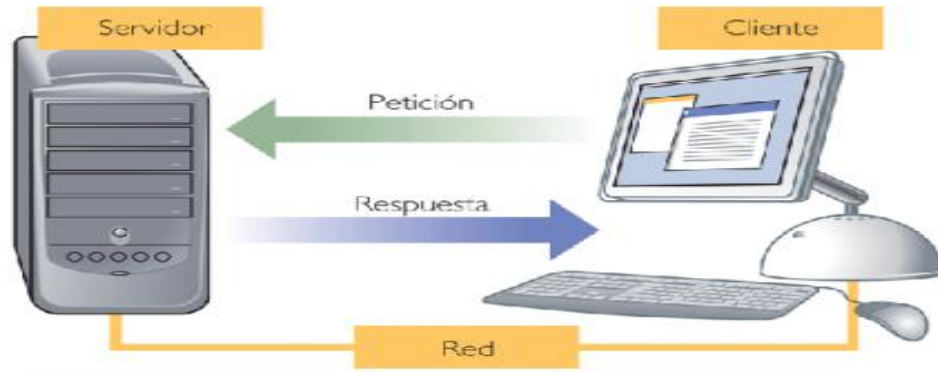 Servidor
Cliente
Petición
Respuesta
Red